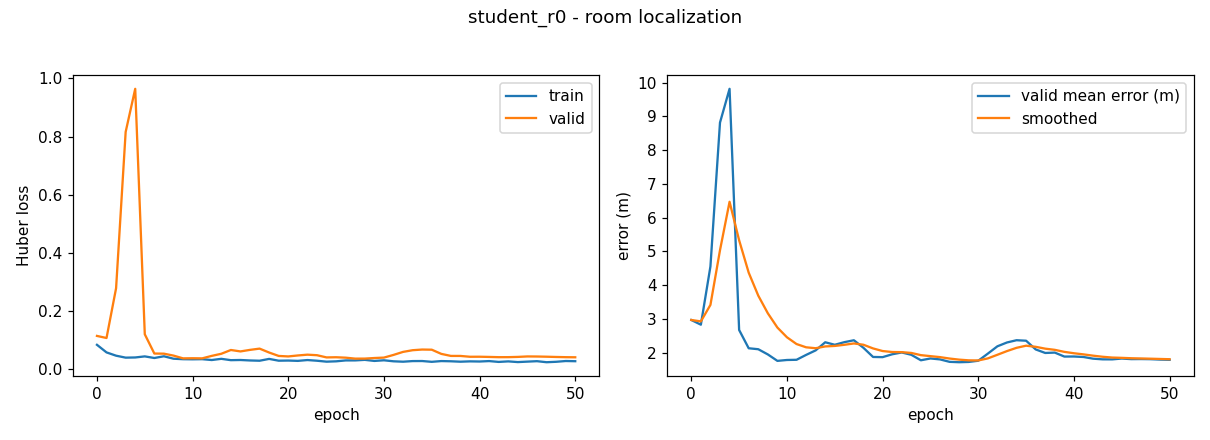 student_r0 - room localization
Huber loss
1.0
0.8
0.6
0.4
0.2
0.0
train
valid
0 10 20 30 40 50
epoch
error (m)
10
9
8
7
6
5
4
3
2
valid mean error (m)
smoothed
0 10 20 30 40 50
epoch